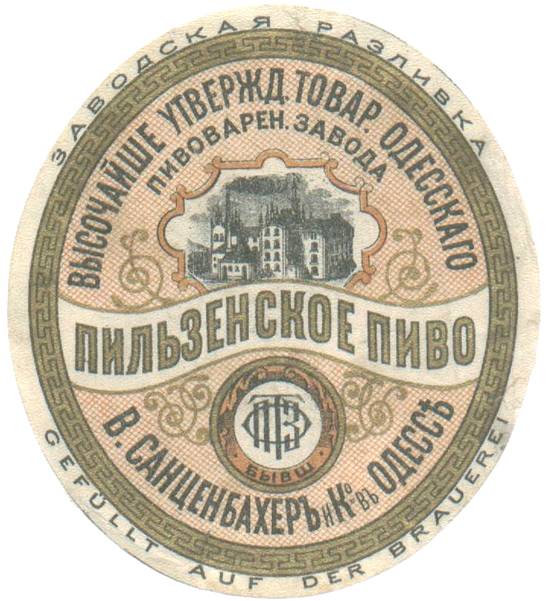 ЗАВОДСКАЯ РАЗЛИВКА
ВЫСОЧАЙШЕ УТВЕРЖД. ТОВАР. ОДЕССКАГО
ПИВОВАРЕН. ЗАВОДА
ПИЛЬЗЕНСКОЕ ПИВО
БЫВШ
В. САНЦЕНБАХЕРЪ и Ко. ВЪ ОДЕССѢ
GEFÜLLT AUF DER BRAUEREI